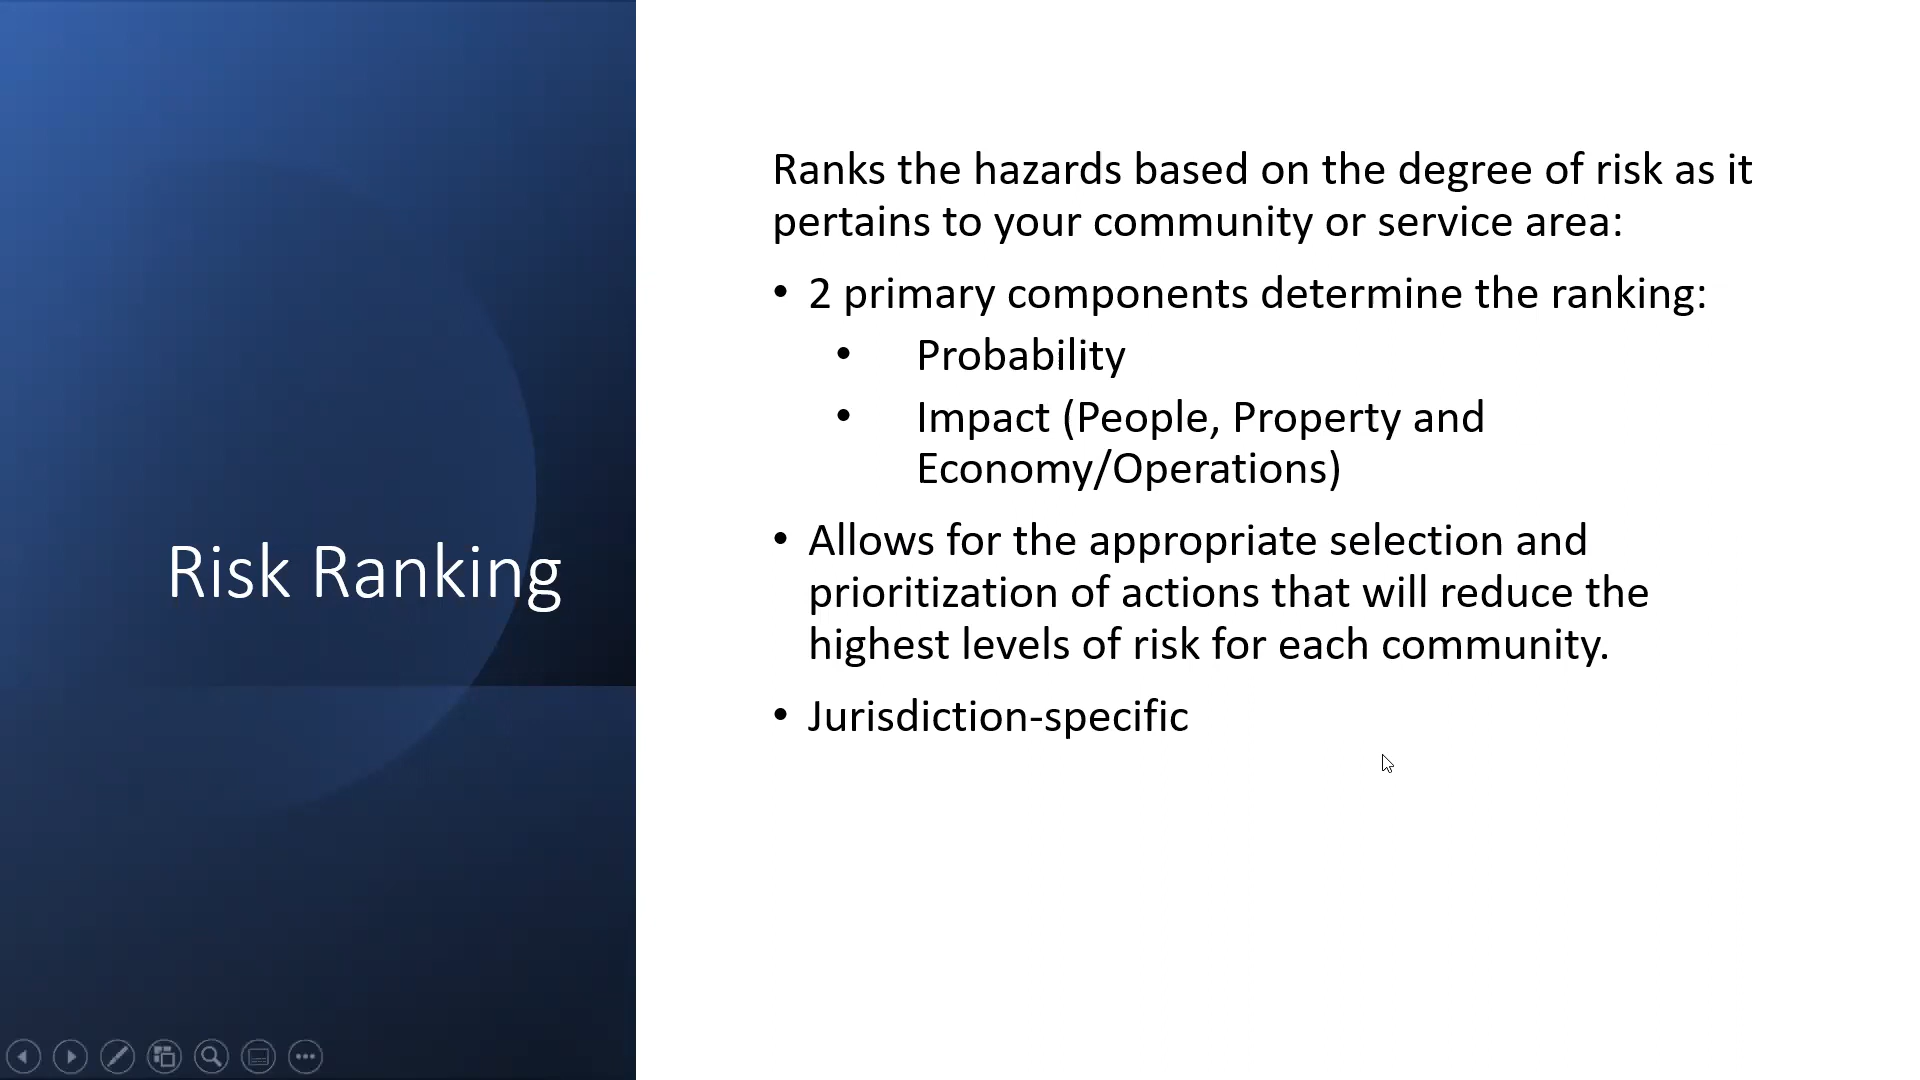 Risk Ranking
Ranks the hazards based on the degree of risk as it
pertains to your community or service area:
• 2 primary components determine the ranking:
• Probability
• Impact (People, Property and
Economy/Operations)
• Allows for the appropriate selection and
prioritization of actions that will reduce the
highest levels of risk for each community.
• Jurisdiction-specific